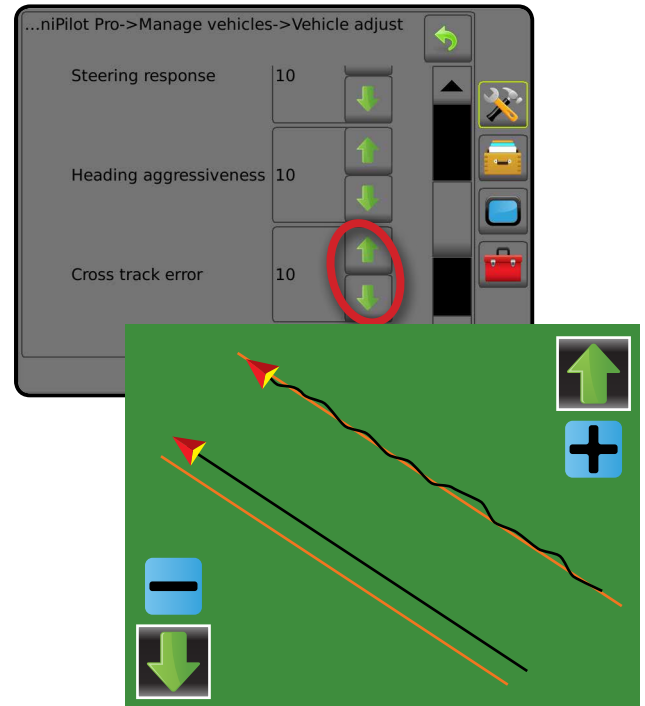 ...niPilot Pro->Manage vehicles->Vehicle adjust
Steering response 10
Heading aggressiveness 10
Cross track error 10